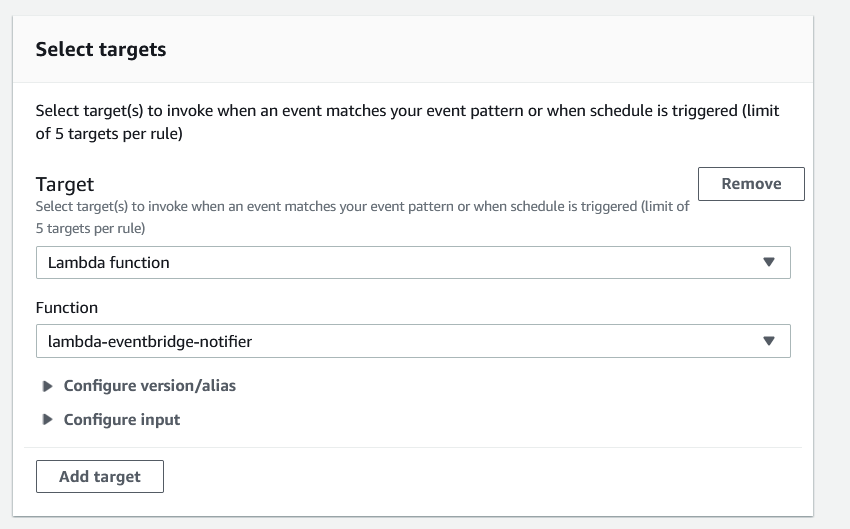 Select targets
Select target(s) to invoke when an event matches your event pattern or when schedule is triggered (limit
of 5 targets per rule)
Target
Remove
Select target(s) to invoke when an event matches your event pattern or when schedule is triggered (limit of
5 targets per rule)
Lambda function
Function
lambda-eventbridge-notifier
Configure version/alias
Configure input
Add target